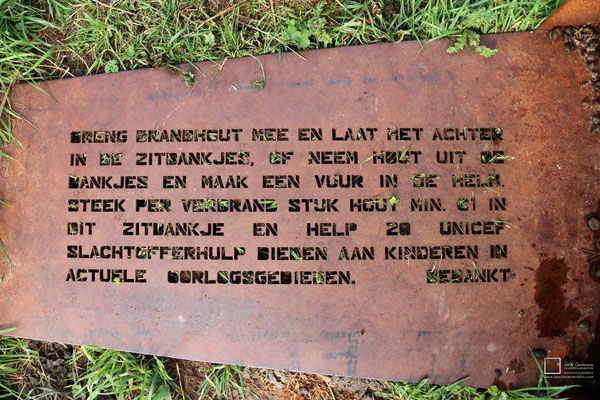 BRENG BRANDHOUT MEE EN LAAT HET ACHTER
IN DE ZITBANKJES, OF NEEM HOUT UIT DE
BANKJES EN MAAK EEN VUUR IN DE HELM.
STEEK PER VERBRAND STUK HOUT MIN. €1 IN
DIT ZITBANKJE EN HELP ZO UNICEF
SLACHTOFFERHULP BIEDEN AAN KINDEREN IN
ACTUELE OORLOGSGEBIEDEN. BEDANKT
PHOTOGRAPHY